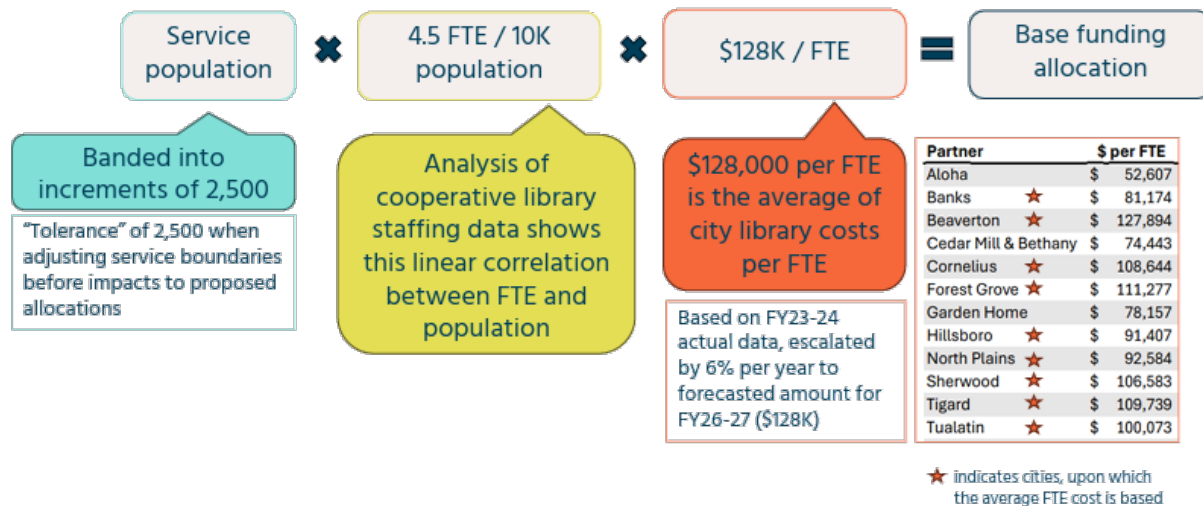 Service
population
4.5 FTE / 10K
population
$128K / FTE
Base funding
allocation
Banded into
increments of 2,500
"Tolerance" of 2,500 when
adjusting service boundaries
before impacts to proposed
allocations
Analysis of
cooperative library
staffing data shows
this linear correlation
between FTE and
population
$128,000 per FTE
is the average of
city library costs
per FTE
Based on FY23-24
actual data, escalated
by 6% per year to
forecasted amount for
FY26-27 ($128K)
Partner $ per FTE
Aloha $ 52,607
Banks $ 81,174
Beaverton $ 127,894
Cedar Mill & Bethany $ 74,443
Cornelius $ 108,644
Forest Grove $ 111,277
Garden Home $ 78,157
Hillsboro $ 91,407
North Plains $ 92,584
Sherwood $ 106,583
Tigard $ 109,739
Tualatin $ 100,073
indicates cities, upon which
the average FTE cost is based